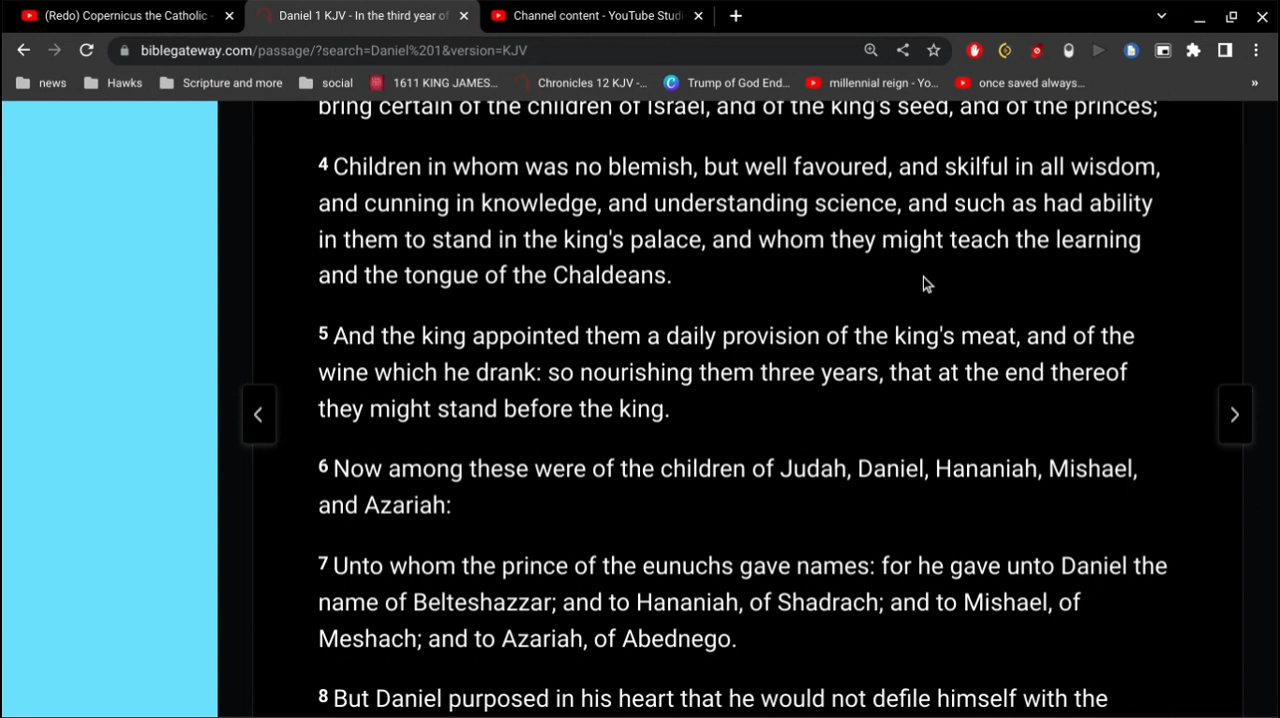 (Redo) Copernicus the Catholic -
Daniel 1 KJV - In the third year of
Channel content - YouTube Studi
biblegateway.com/passage/?search=Daniel%201&version=KJV
news Hawks Scripture and more social 1611 KING JAMES... Chronicles 12 KJV -... Trump of God End... millennial reign - Yo... once saved always... »
bring certain of the children of Israel, and of the king's seed, and of the princes;
4 Children in whom was no blemish, but well favoured, and skilful in all wisdom,
and cunning in knowledge, and understanding science, and such as had ability
in them to stand in the king's palace, and whom they might teach the learning
and the tongue of the Chaldeans.
5 And the king appointed them a daily provision of the king's meat, and of the
wine which he drank: so nourishing them three years, that at the end thereof
they might stand before the king.
6 Now among these were of the children of Judah, Daniel, Hananiah, Mishael,
and Azariah:
7 Unto whom the prince of the eunuchs gave names: for he gave unto Daniel the
name of Belteshazzar; and to Hananiah, of Shadrach; and to Mishael, of
Meshach; and to Azariah, of Abednego.
8 But Daniel purposed in his heart that he would not defile himself with the